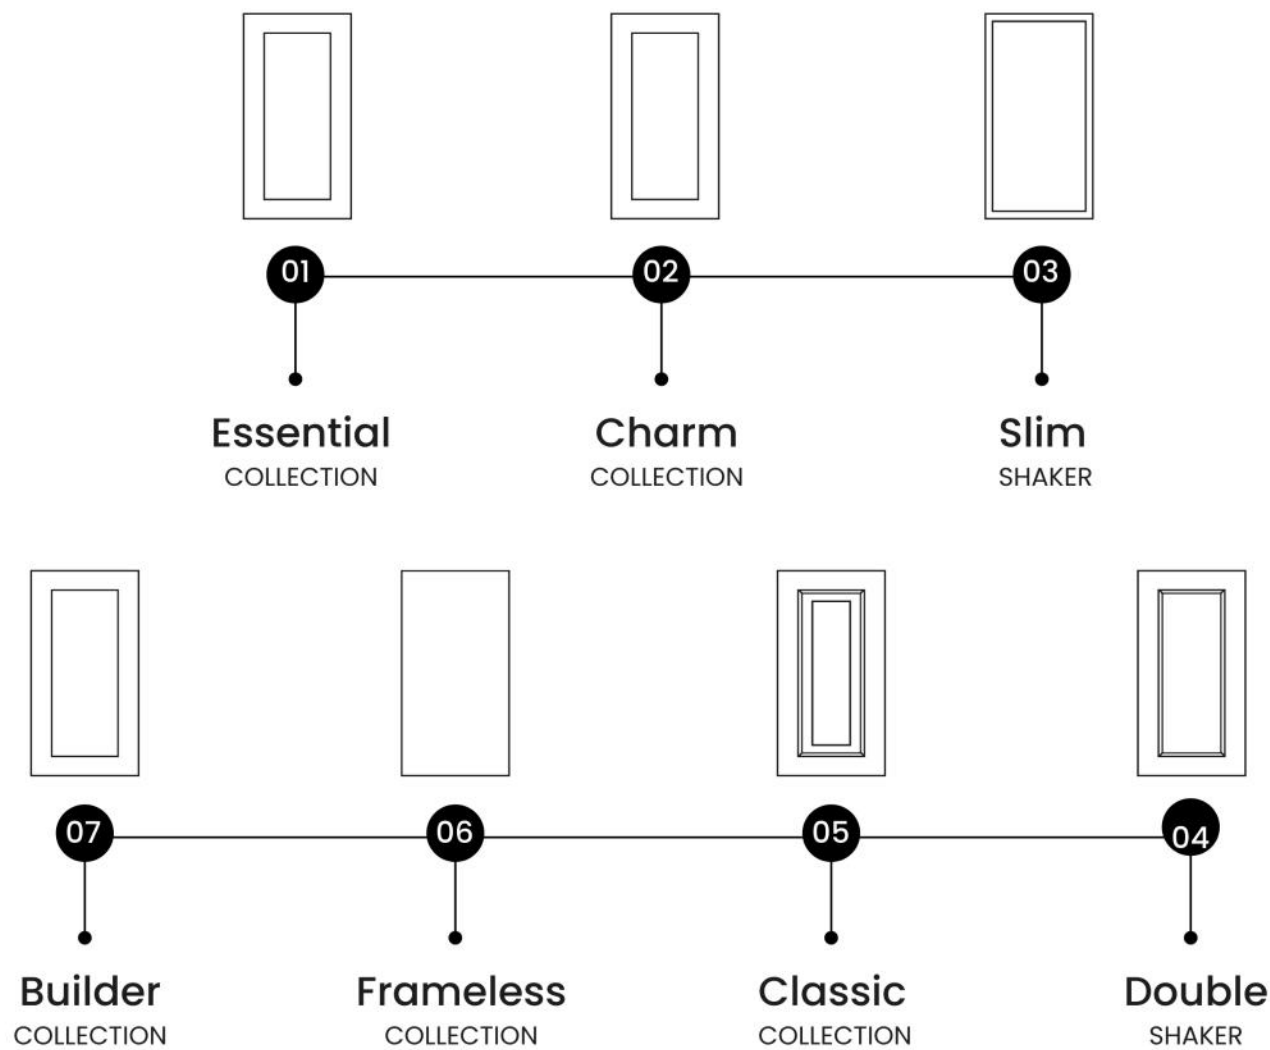 01
02
03
Essential
COLLECTION
Charm
COLLECTION
Slim
SHAKER
07
06
05
04
Builder
COLLECTION
Frameless
COLLECTION
Classic
COLLECTION
Double
SHAKER